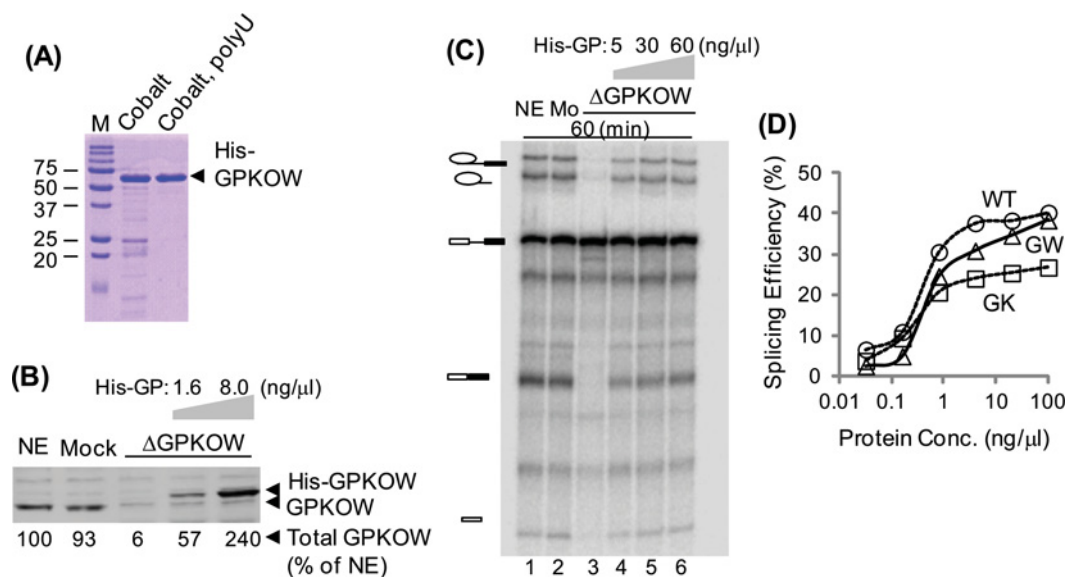 (A)
M
Cobalt
Cobalt, polyU
75
50
37
25
20
His-
GPKOW
(B)
His-GP: 1.6 8.0 (ng/µl)
NE Mock ΔGPKOW
His-GPKOW
GPKOW
100 93 6 57 240 Total GPKOW
(% of NE)
(C)
His-GP: 5 30 60 (ng/µl)
ΔGPKOW
NE Mo
60 (min)
1 2 3 4 5 6
(D)
Splicing Efficiency (%)
50
40
30
20
10
0
WT
GW
GK
0.01 0.1 1 10 100
Protein Conc. (ng/µl)